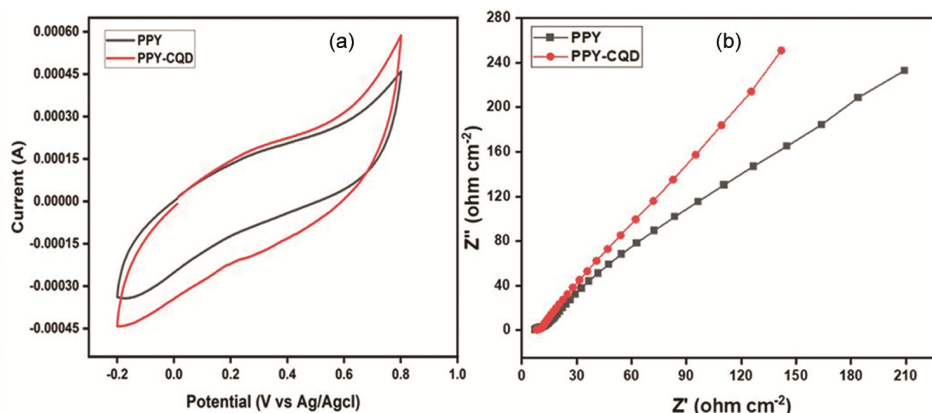 (a)
PPY
PPY-CQD
0.00060
0.00045
0.00030
0.00015
0.00000
-0.00015
-0.00030
-0.00045
Current (A)
-0.2 0.0 0.2 0.4 0.6 0.8 1.0
Potential (V vs Ag/Agcl)
(b)
PPY
PPY-CQD
280
240
200
160
120
80
40
0
Z'' (ohm cm⁻²)
0 30 60 90 120 150 180 210
Z' (ohm cm⁻²)